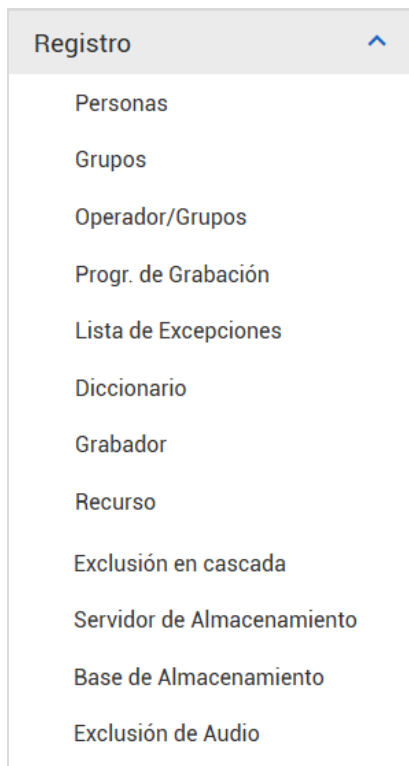 Registro
Personas
Grupos
Operador/Grupos
Progr. de Grabación
Lista de Excepciones
Diccionario
Grabador
Recurso
Exclusión en cascada
Servidor de Almacenamiento
Base de Almacenamiento
Exclusión de Audio